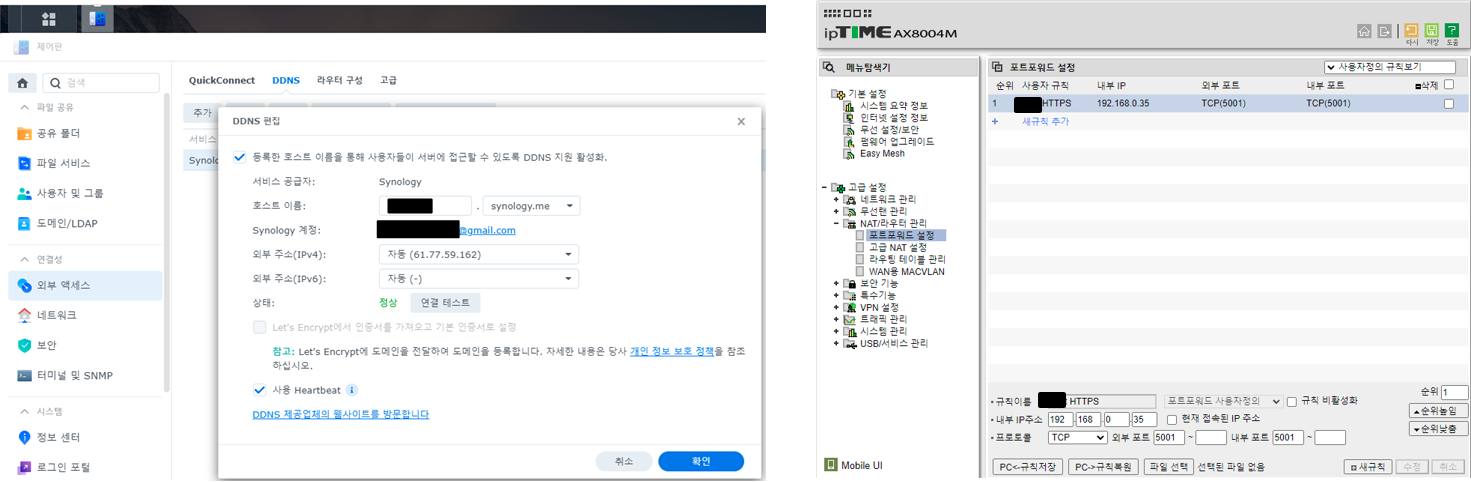 제어판
검색
파일 공유
공유 폴더
파일 서비스
사용자 및 그룹
도메인/LDAP
연결성
외부 액세스
네트워크
보안
터미널 및 SNMP
시스템
정보 센터
로그인 포털
QuickConnect DDNS 라우터 구성 고급
추가
서비스
Synolo
DDNS 편집
등록한 호스트 이름을 통해 사용자들이 서버에 접근할 수 있도록 DDNS 지원 활성화.
서비스 공급자: Synology
호스트 이름: . synology.me
Synology 계정: @gmail.com
외부 주소(IPv4): 자동 (61.77.59.162)
외부 주소(IPv6): 자동 (-)
상태: 정상 연결 테스트
Let's Encrypt에서 인증서를 가져오고 기본 인증서로 설정
참고: Let's Encrypt에 도메인을 전달하여 도메인을 등록합니다. 자세한 내용은 당사 개인 정보 보호 정책을 참조
하십시오.
사용 Heartbeat
DDNS 제공업체의 웹사이트를 방문합니다
취소 확인
ipTIME AX8004M
다시 저장 도움
메뉴탐색기
기본 설정
시스템 요약 정보
인터넷 설정 정보
무선 설정/보안
펌웨어 업그레이드
Easy Mesh
고급 설정
네트워크 관리
무선랜 관리
NAT/라우터 관리
포트포워드 설정
고급 NAT 설정
라우팅 테이블 관리
WAN용 MACVLAN
보안 기능
특수기능
VPN 설정
트래픽 관리
시스템 관리
USB/서비스 관리
Mobile UI
포트포워드 설정 사용자정의 규칙보기
순위 사용자 규칙 내부 IP 외부 포트 내부 포트 삭제
1 HTTPS 192.168.0.35 TCP(5001) TCP(5001)
+ 새규칙 추가
순위 1
규칙이름 HTTPS 포트포워드 사용자정의 규칙 비활성화
▲순위높임
내부 IP주소 192 . 168 . 0 . 35 현재 접속된 IP 주소
▼순위낮춤
프로토콜 TCP 외부 포트 5001 ~ 내부 포트 5001 ~
PC<-규칙저장 PC->규칙복원 파일 선택 선택된 파일 없음 새규칙 수정 취소